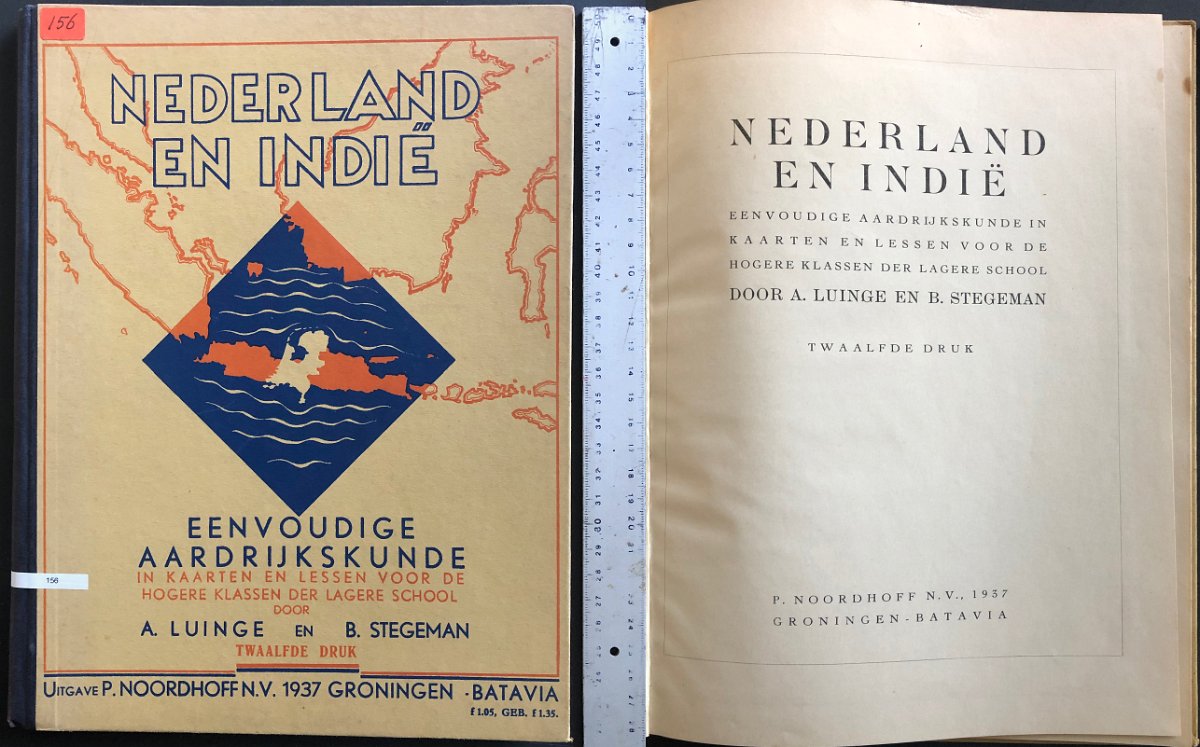 156
NEDERLAND
EN INDIË
EENVOUDIGE
AARDRIJKSKUNDE
IN KAARTEN EN LESSEN VOOR DE
HOGERE KLASSEN DER LAGERE SCHOOL
DOOR
A. LUINGE EN B. STEGEMAN
TWAALFDE DRUK
156
UITGAVE P. NOORDHOFF N.V. 1937 GRONINGEN - BATAVIA
f 1.05, GEB. f 1.35.
NEDERLAND
EN INDIË
EENVOUDIGE AARDRIJKSKUNDE IN
KAARTEN EN LESSEN VOOR DE
HOGERE KLASSEN DER LAGERE SCHOOL
DOOR A. LUINGE EN B. STEGEMAN
TWAALFDE DRUK
P. NOORDHOFF N.V., 1937
GRONINGEN - BATAVIA